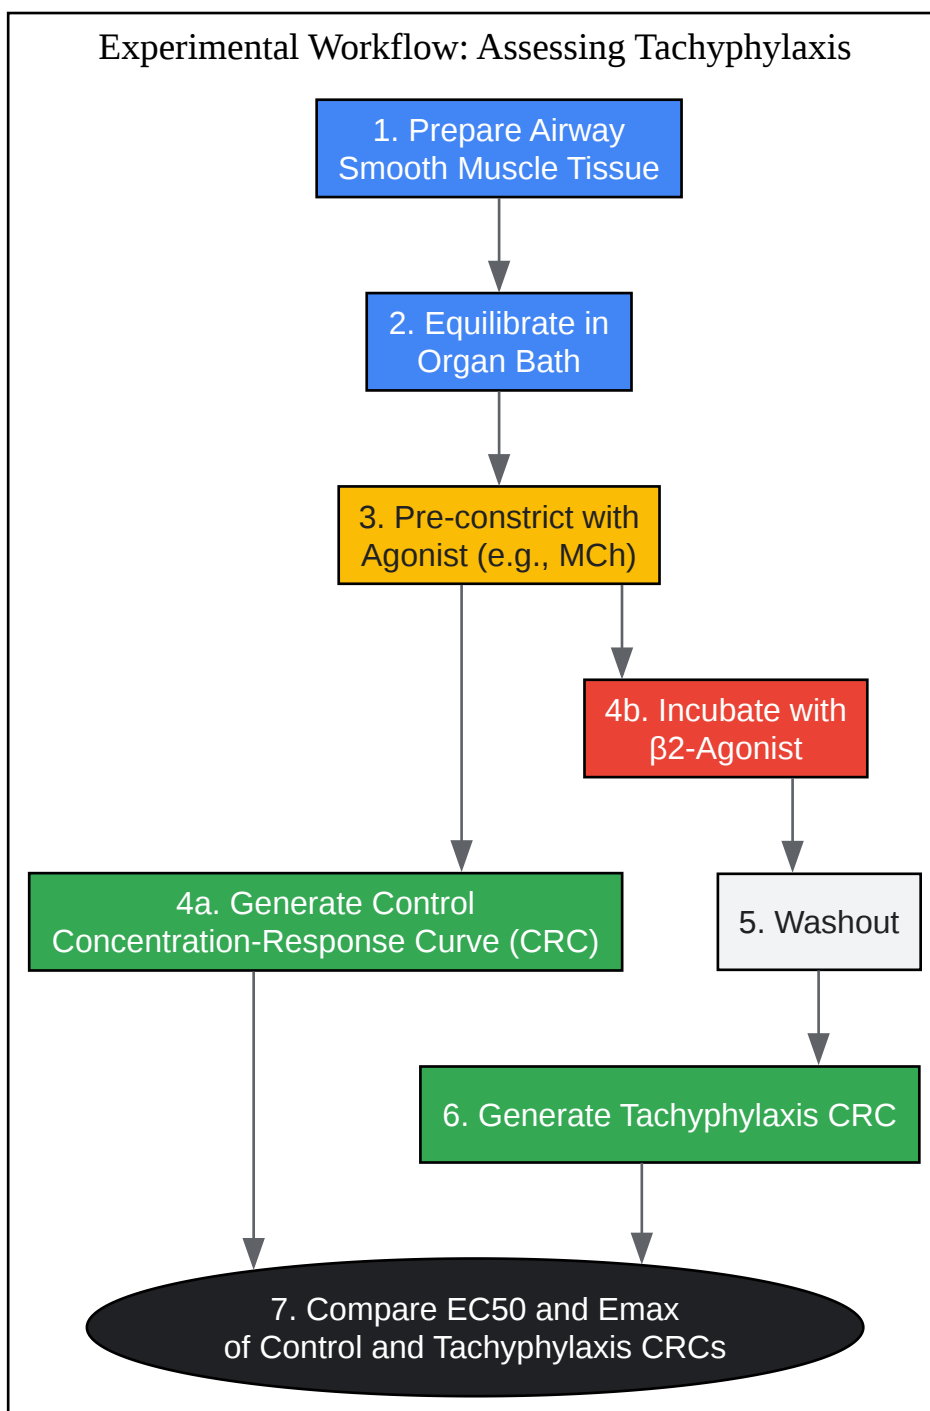 Experimental Workflow: Assessing Tachyphylaxis
1. Prepare Airway
Smooth Muscle Tissue
2. Equilibrate in
Organ Bath
3. Pre-constrict with
Agonist (e.g., MCh)
4b. Incubate with
β2-Agonist
4a. Generate Control
Concentration-Response Curve (CRC)
5. Washout
6. Generate Tachyphylaxis CRC
7. Compare EC50 and Emax
of Control and Tachyphylaxis CRCs